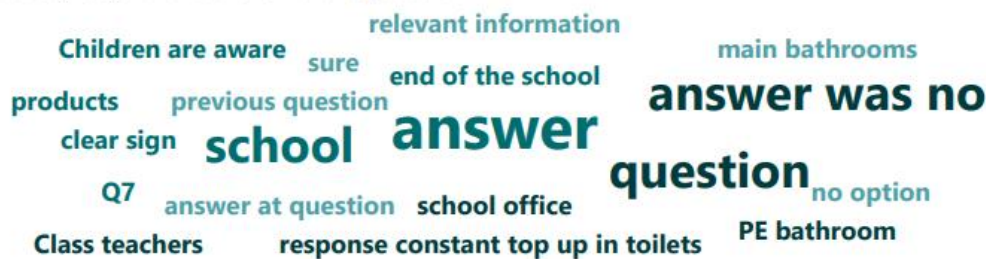 relevant information
Children are aware
main bathrooms
sure
end of the school
products
previous question
answer was no
clear sign
school
answer
question
Q7
answer at question
school office
no option
Class teachers
response constant top up in toilets
PE bathroom